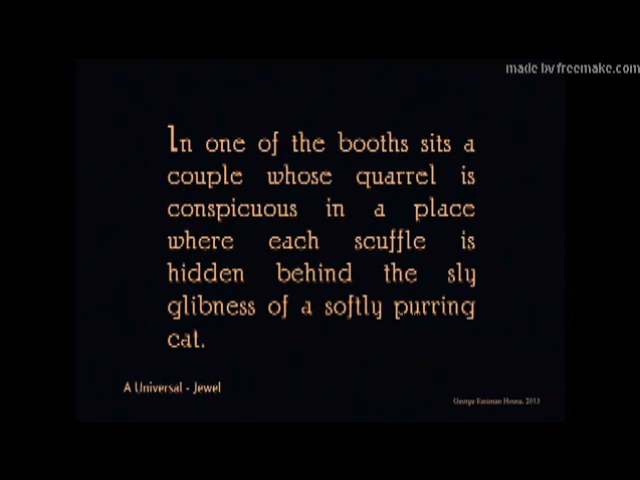 made by freemake.com
In one of the booths sits a
couple whose quarrel is
conspicuous in a place
where each scuffle is
hidden behind the sly
glibness of a softly purring
cat.
A Universal - Jewel
George Eastman House, 2013